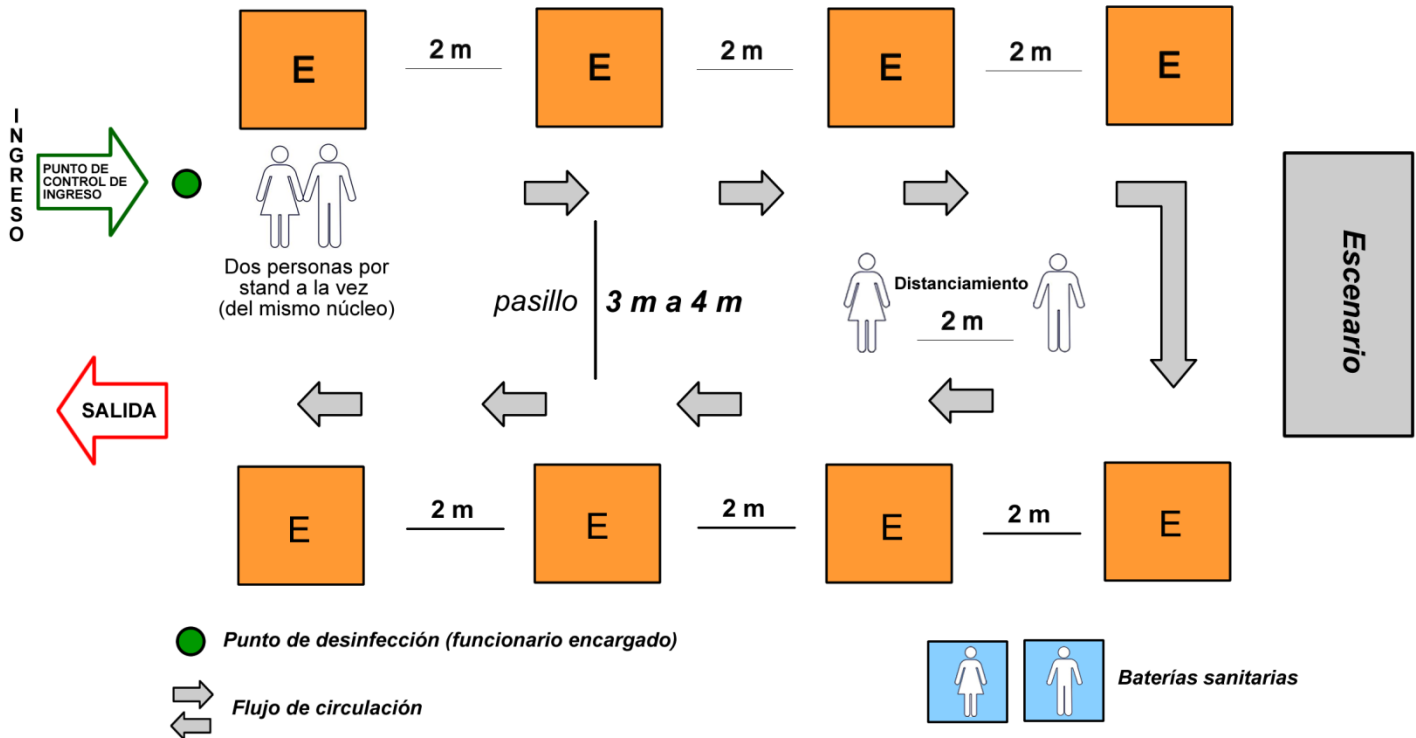 E
2 m
E
2 m
E
2 m
E
INGRESO
PUNTO DE
CONTROL DE
INGRESO
Dos personas por
stand a la vez
(del mismo núcleo)
pasillo
3 m a 4 m
Distanciamiento
2 m
Escenario
SALIDA
E
2 m
E
2 m
E
2 m
E
Punto de desinfección (funcionario encargado)
Flujo de circulación
Baterías sanitarias